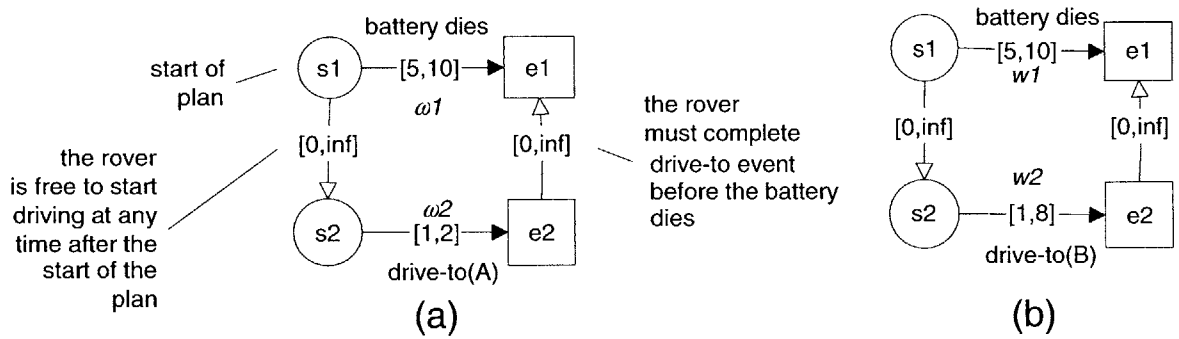 battery dies
s1
[5,10]
e1
ω1
start of
plan
[0,inf]
[0,inf]
the rover
is free to start
driving at any
time after the
start of the
plan
the rover
must complete
drive-to event
before the battery
dies
s2
ω2
[1,2]
e2
drive-to(A)
(a)
battery dies
s1
[5,10]
e1
w1
[0,inf]
[0,inf]
w2
s2
[1,8]
e2
drive-to(B)
(b)